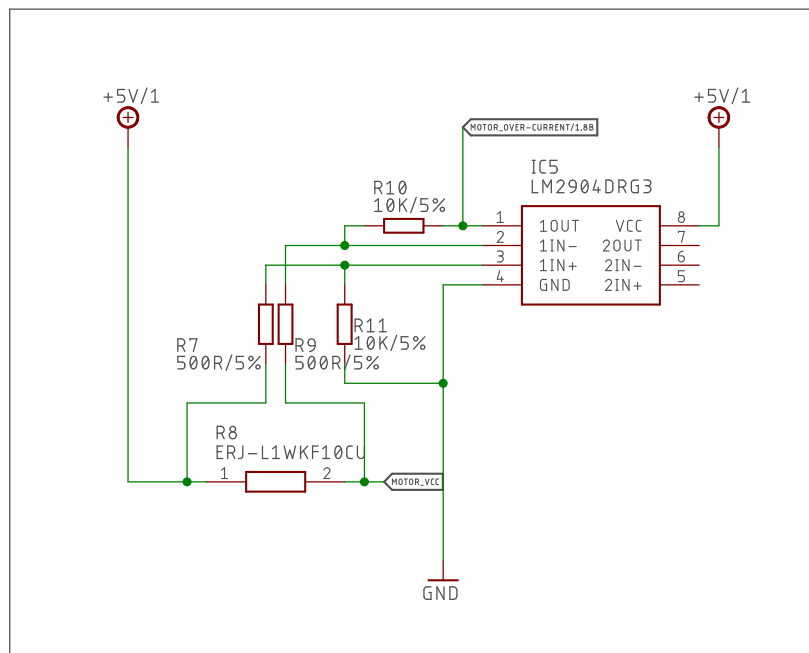 +5V/1
+5V/1
MOTOR_OVER-CURRENT/1.8B
IC5
LM2904DRG3
R10
10K/5%
1 1OUT VCC 8
2 1IN- 2OUT 7
3 1IN+ 2IN- 6
4 GND 2IN+ 5
R7
500R/5%
R9
500R/5%
R11
10K/5%
R8
ERJ-L1WKF10CU
1 2
MOTOR_VCC
GND